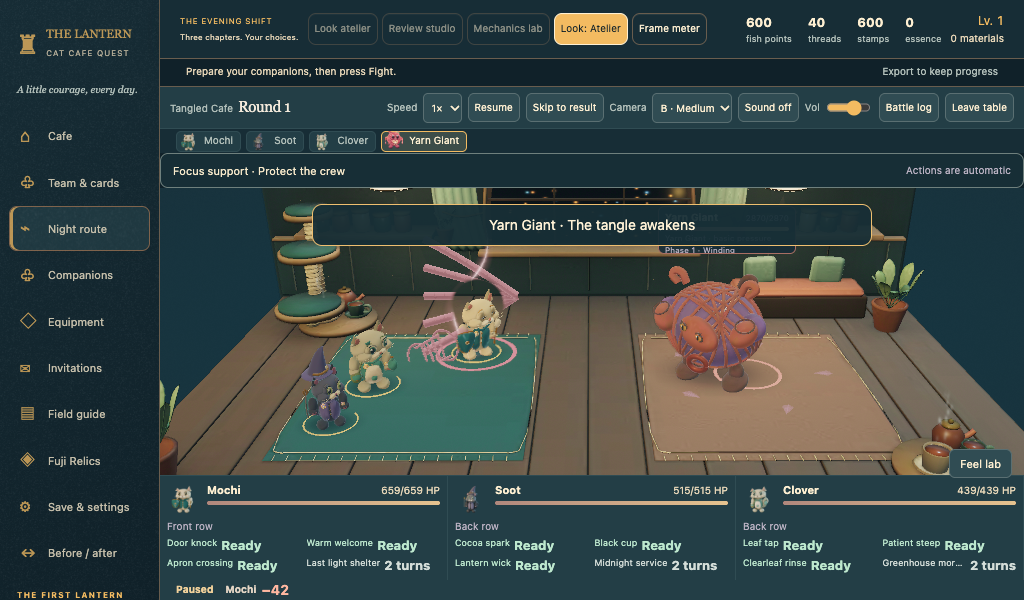 THE LANTERN
CAT CAFE QUEST
A little courage, every day.
Cafe
Team & cards
Night route
Companions
Equipment
Invitations
Field guide
Fuji Relics
Save & settings
Before / after
THE FIRST LANTERN
THE EVENING SHIFT
Three chapters. Your choices.
Look atelier
Review studio
Mechanics lab
Look: Atelier
Frame meter
600 fish points
40 threads
600 stamps
0 essence
Lv. 1
0 materials
Prepare your companions, then press Fight.
Export to keep progress
Tangled Cafe Round 1
Speed 1x
Resume
Skip to result
Camera B · Medium
Sound off
Vol
Battle log
Leave table
Mochi
Soot
Clover
Yarn Giant
Focus support · Protect the crew
Actions are automatic
Yarn Giant · The tangle awakens
Phase 1 · Winding
Feel lab
Mochi 659/659 HP
Front row
Door knock Ready
Warm welcome Ready
Apron crossing Ready
Last light shelter 2 turns
Soot 515/515 HP
Back row
Cocoa spark Ready
Black cup Ready
Lantern wick Ready
Midnight service 2 turns
Clover 439/439 HP
Back row
Leaf tap Ready
Patient steep Ready
Clearleaf rinse Ready
Greenhouse mor... 2 turns
Paused Mochi −42